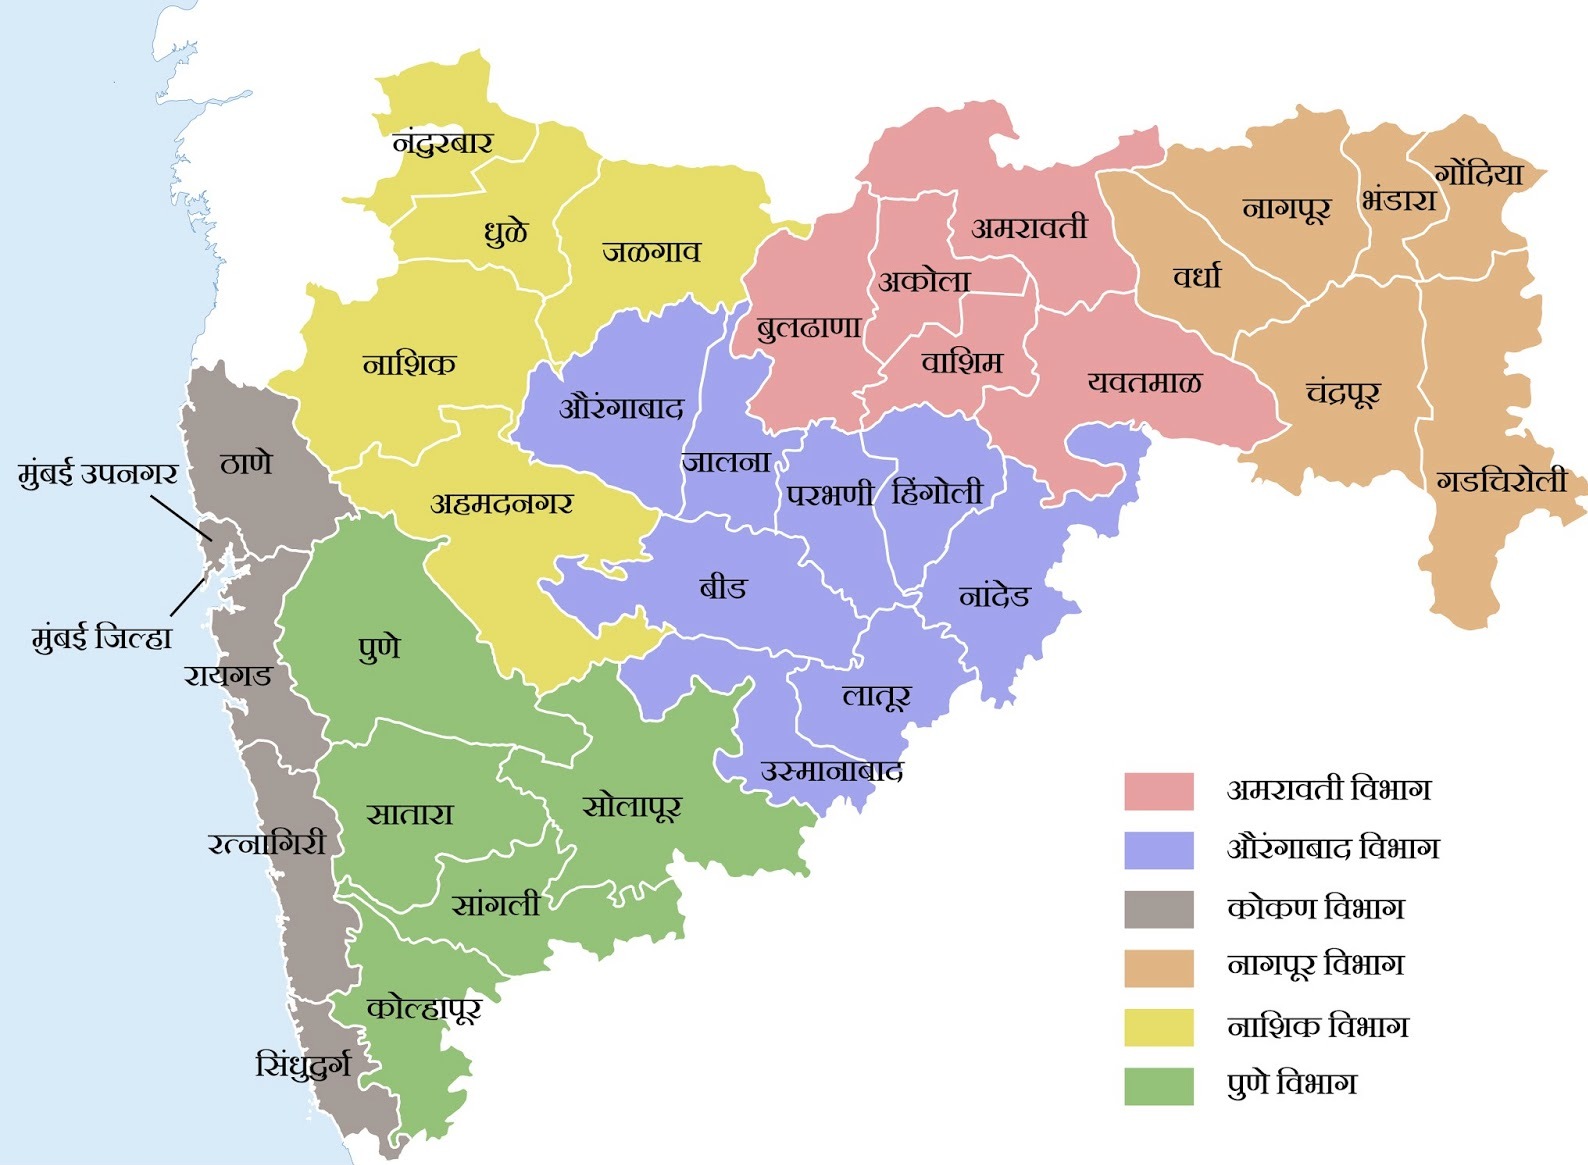 नंदुरबार
धुळे
जळगाव
नाशिक
अहमदनगर
औरंगाबाद
जालना
परभणी
हिंगोली
बीड
नांदेड
लातूर
उस्मानाबाद
बुलढाणा
अकोला
अमरावती
वाशिम
यवतमाळ
वर्धा
नागपूर
भंडारा
गोंदिया
चंद्रपूर
गडचिरोली
ठाणे
मुंबई उपनगर
मुंबई जिल्हा
रायगड
रत्नागिरी
सिंधुदुर्ग
पुणे
सातारा
सोलापूर
सांगली
कोल्हापूर
अमरावती विभाग
औरंगाबाद विभाग
कोकण विभाग
नागपूर विभाग
नाशिक विभाग
पुणे विभाग